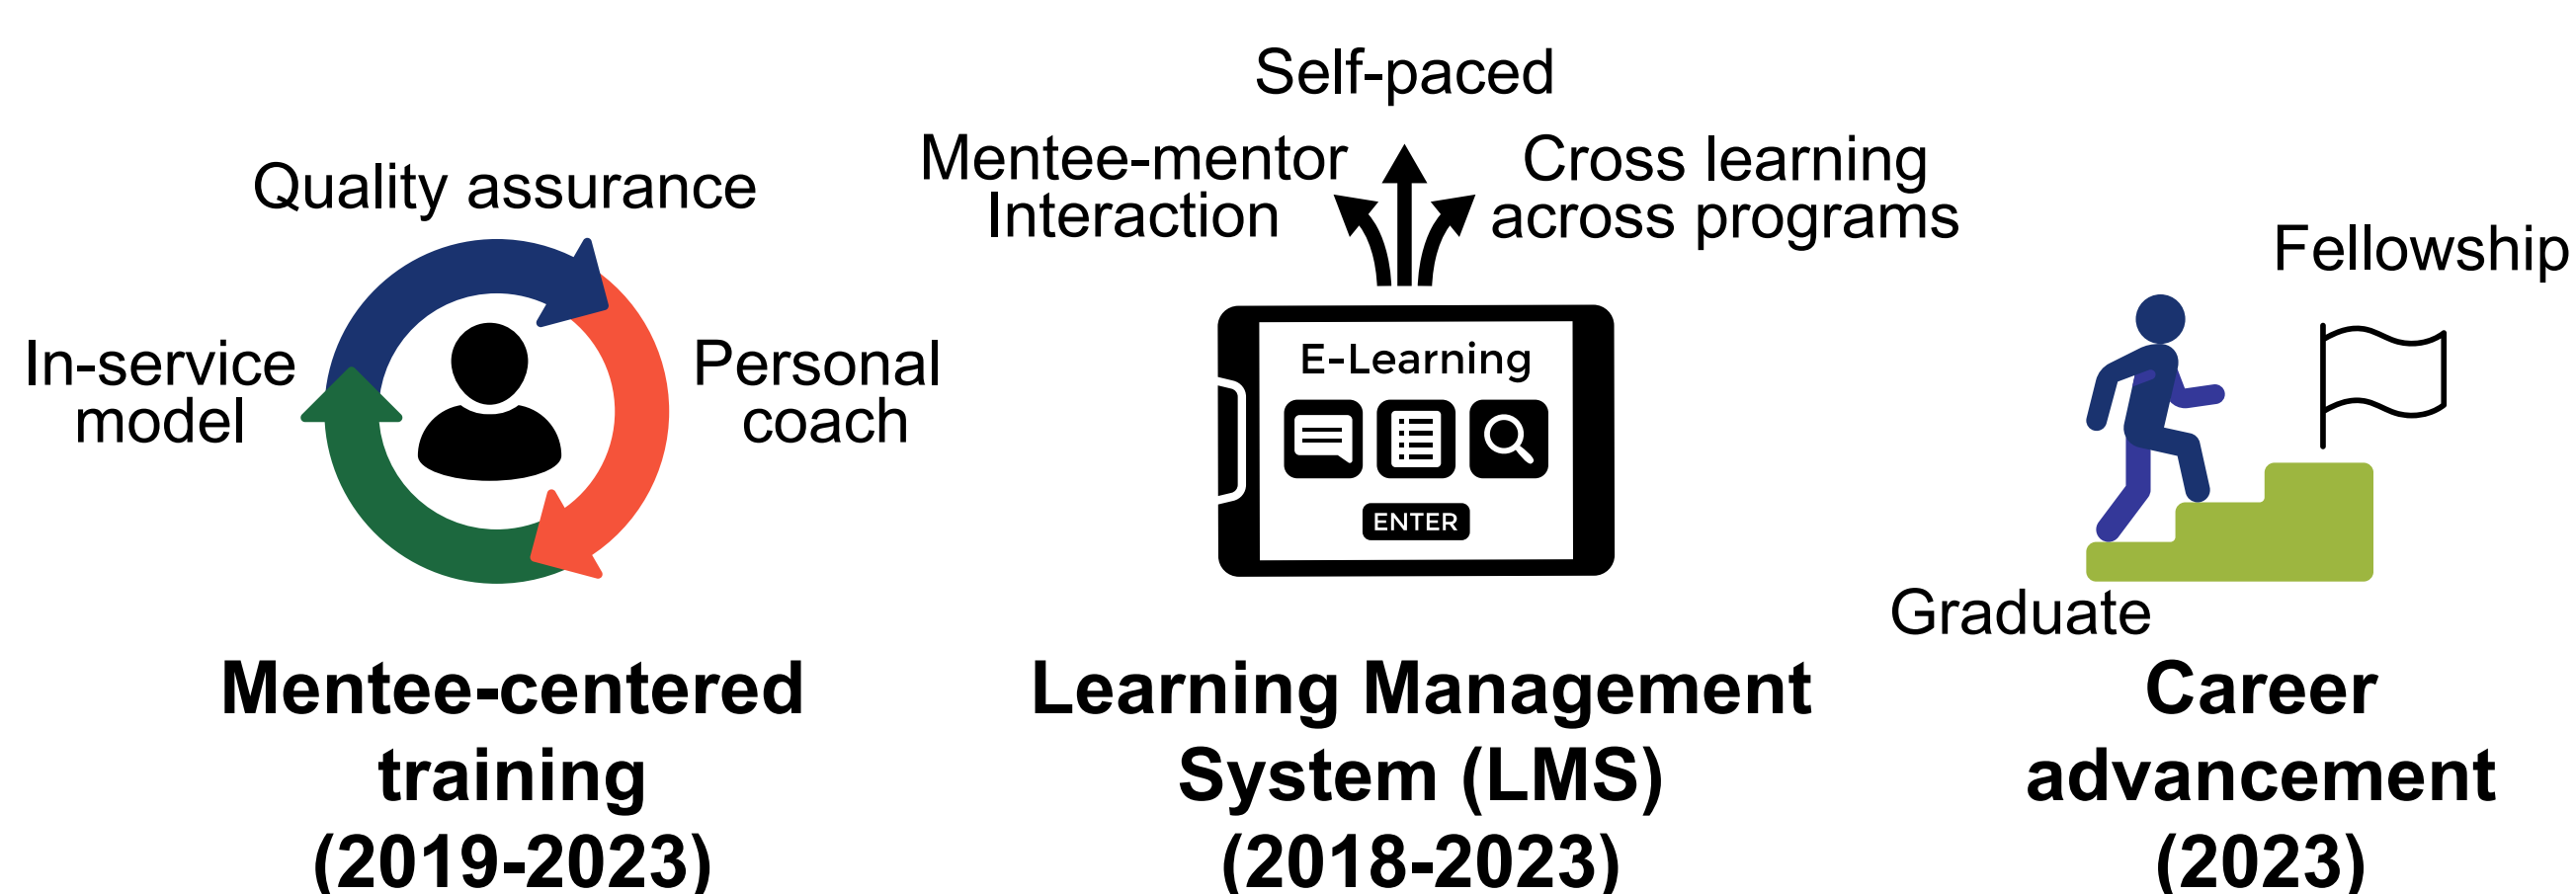 Quality assurance
In-service
model
Personal
coach
Mentee-centered
training
(2019-2023)
Self-paced
Mentee-mentor
Interaction
Cross learning
across programs
E-Learning
ENTER
Learning Management
System (LMS)
(2018-2023)
Fellowship
Graduate
Career
advancement
(2023)